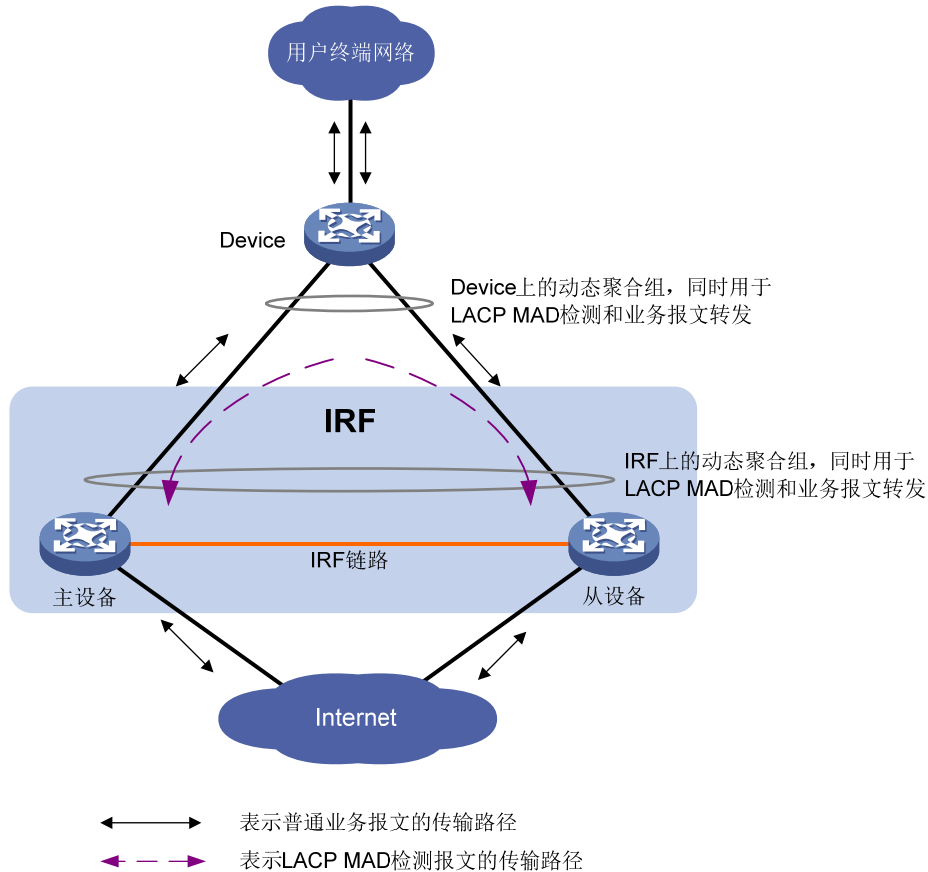 用户终端网络
Device
Device上的动态聚合组，同时用于
LACP MAD检测和业务报文转发
IRF
IRF上的动态聚合组，同时用于
LACP MAD检测和业务报文转发
IRF链路
主设备
从设备
Internet
表示普通业务报文的传输路径
表示LACP MAD检测报文的传输路径